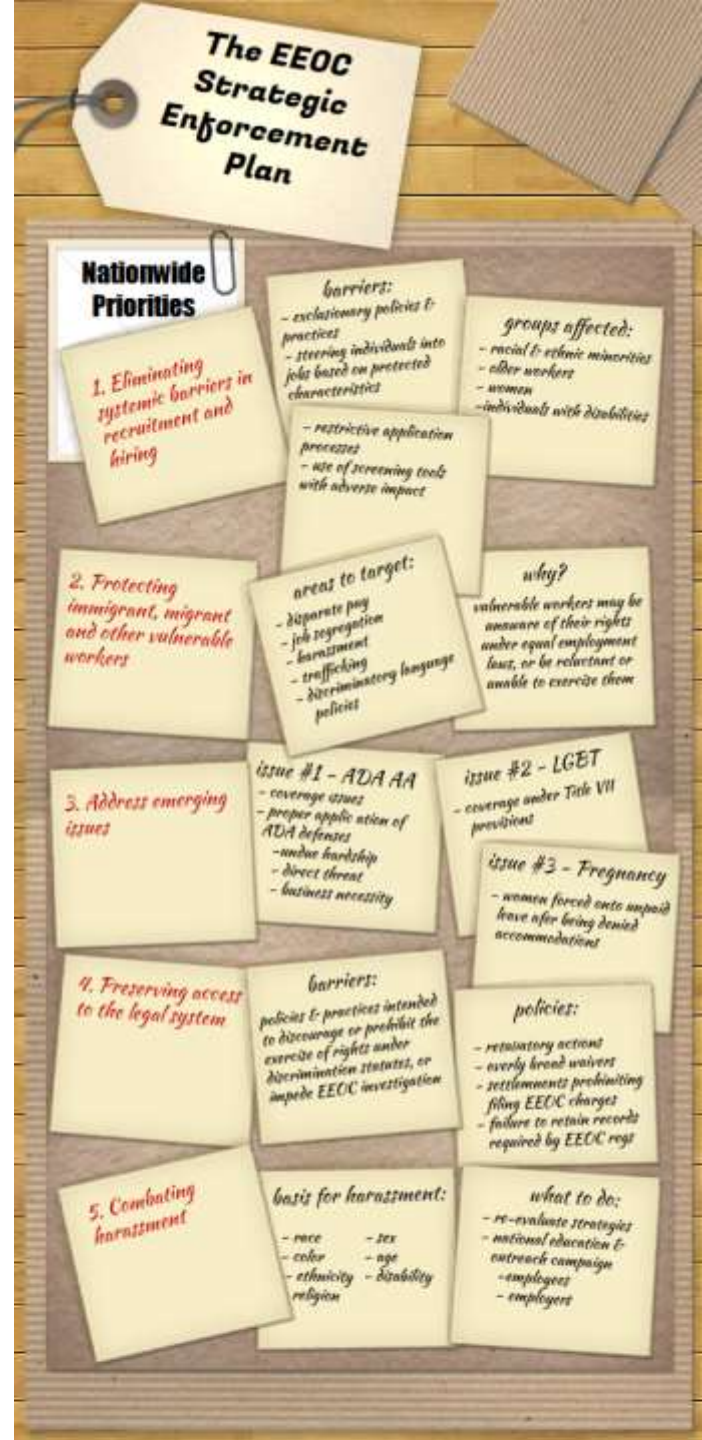 The EEOC
Strategic
Enforcement
Plan
Nationwide
Priorities
1. Eliminating
systemic barriers in
recruitment and
hiring
barriers:
- exclusionary policies &
practices
- steering individuals into
jobs based on protected
characteristics
- restrictive application
processes
- use of screening tools
with adverse impact
groups affected:
- racial & ethnic minorities
- older workers
- women
-individuals with disabilities
2. Protecting
immigrant, migrant
and other vulnerable
workers
areas to target:
- disparate pay
- job segregation
- harassment
- trafficking
- discriminatory language
policies
why?
vulnerable workers may be
unaware of their rights
under equal employment
laws, or be reluctant or
unable to exercise them
3. Address emerging
issues
issue #1 - ADA AA
- coverage issues
- proper applic ation of
ADA defenses
-undue hardship
- direct threat
- business necessity
issue #2 - LGBT
- coverage under Title VII
provisions
issue #3 - Pregnancy
- women forced onto unpaid
leave afer being denied
accommodations
4. Preserving access
to the legal system
barriers:
policies & practices intended
to discourage or prohibit the
exercise of rights under
discrimination statutes, or
impede EEOC investigation
policies:
- retaliatory actions
- overly broad waivers
- settlemnents prohiniting
filing EEOC charges
- failure to retain records
required by EEOC regs
5. Combating
harassment
basis for harassment:
- race - sex
- color - age
- ethnicity - disability
religion
what to do:
- re-evaluate strategies
- national education &
outreach campaign
-employees
- employers